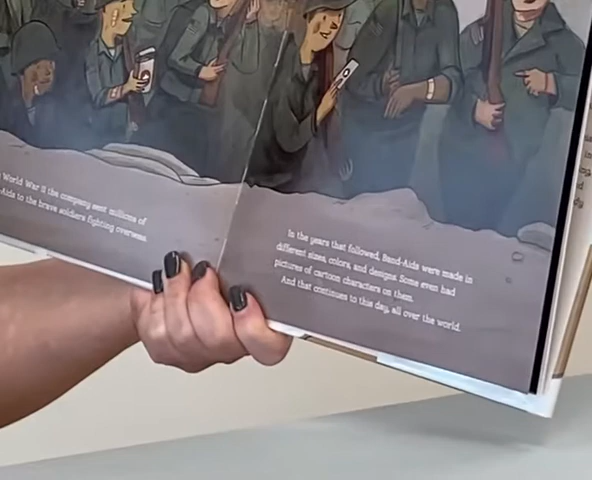 World War II the company sent millions of
-Aids to the brave soldiers fighting overseas.
In the years that followed, Band-Aids were made in
different sizes, colors, and designs. Some even had
pictures of cartoon characters on them.
And that continues to this day, all over the world.